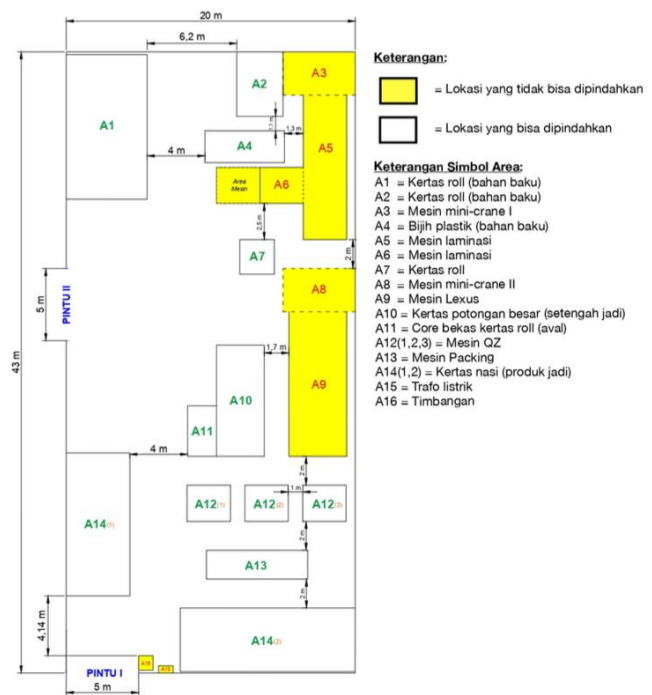 20 m
6,2 m
A3
A2
A1
1,1 m
1,3 m
A4
4 m
A5
Area
Mesin
A6
2,5 m
A7
2 m
A8
PINTU II
5 m
43 m
1,7 m
A9
A10
A11
4 m
2 m
A12(1)
A12(2)
1 m
A12(3)
A14(1)
2 m
A13
2 m
4,14 m
A14(2)
PINTU I
A16
A15
5 m
Keterangan:
= Lokasi yang tidak bisa dipindahkan
= Lokasi yang bisa dipindahkan
Keterangan Simbol Area:
A1 = Kertas roll (bahan baku)
A2 = Kertas roll (bahan baku)
A3 = Mesin mini-crane I
A4 = Bijih plastik (bahan baku)
A5 = Mesin laminasi
A6 = Mesin laminasi
A7 = Kertas roll
A8 = Mesin mini-crane II
A9 = Mesin Lexus
A10 = Kertas potongan besar (setengah jadi)
A11 = Core bekas kertas roll (aval)
A12(1,2,3) = Mesin QZ
A13 = Mesin Packing
A14(1,2) = Kertas nasi (produk jadi)
A15 = Trafo listrik
A16 = Timbangan